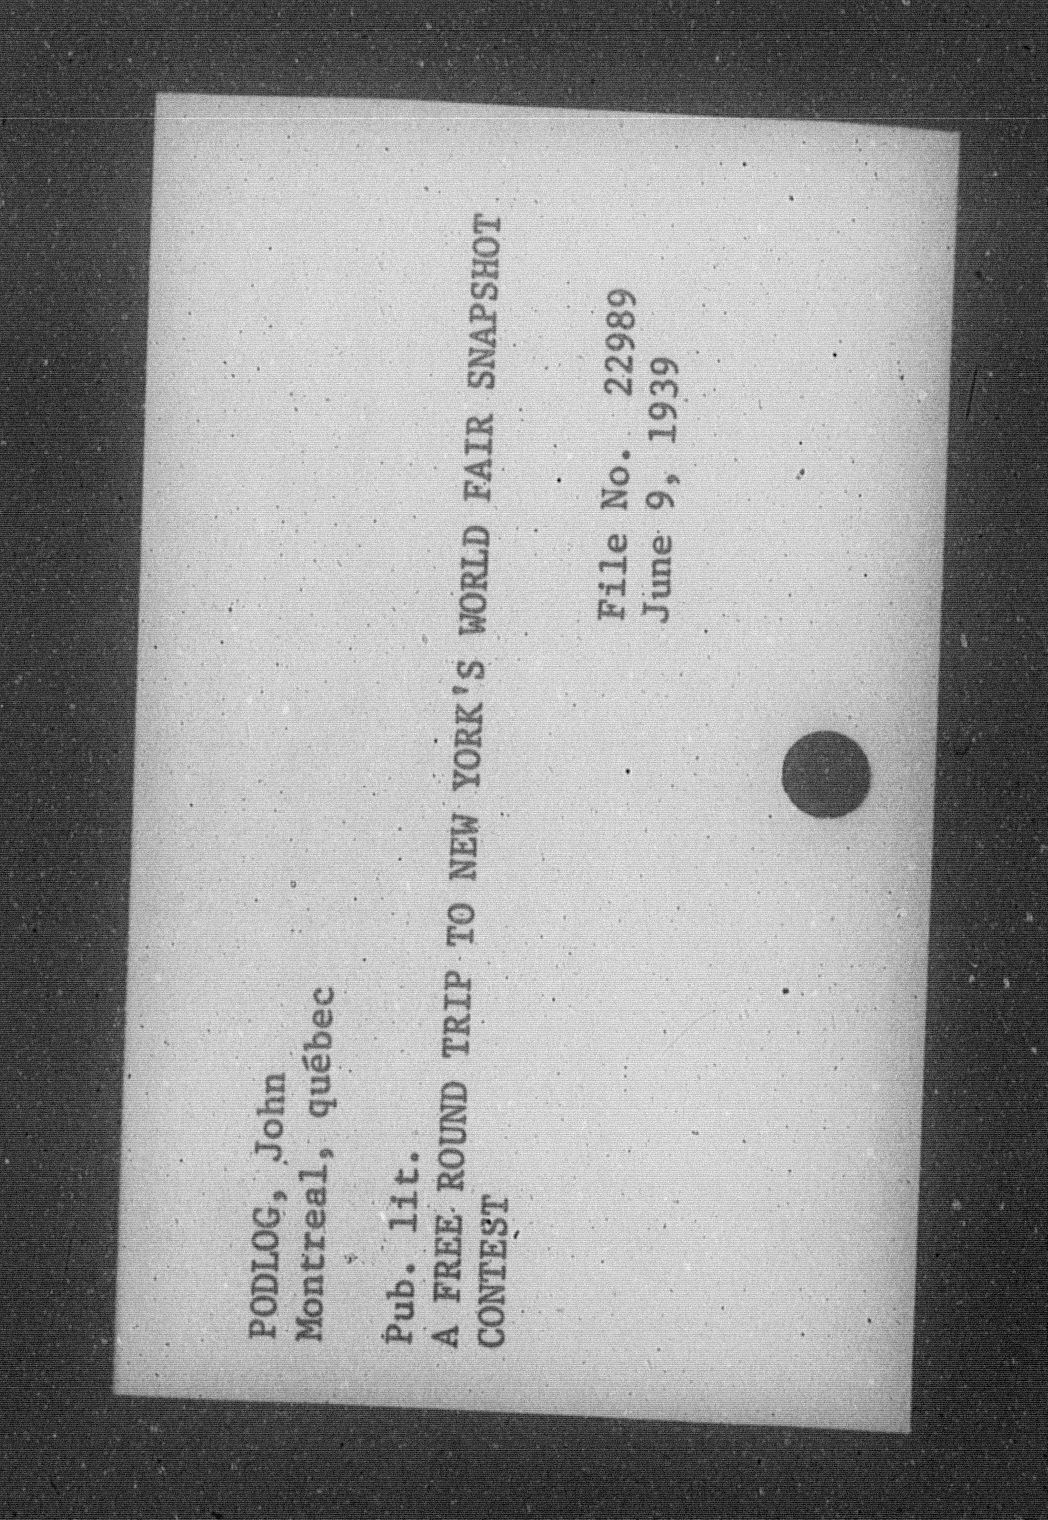 PODLOG, John
Montreal, québec
Pub. lit.
A FREE ROUND TRIP TO NEW YORK'S WORLD FAIR SNAPSHOT
CONTEST
File No. 22989
June 9, 1939